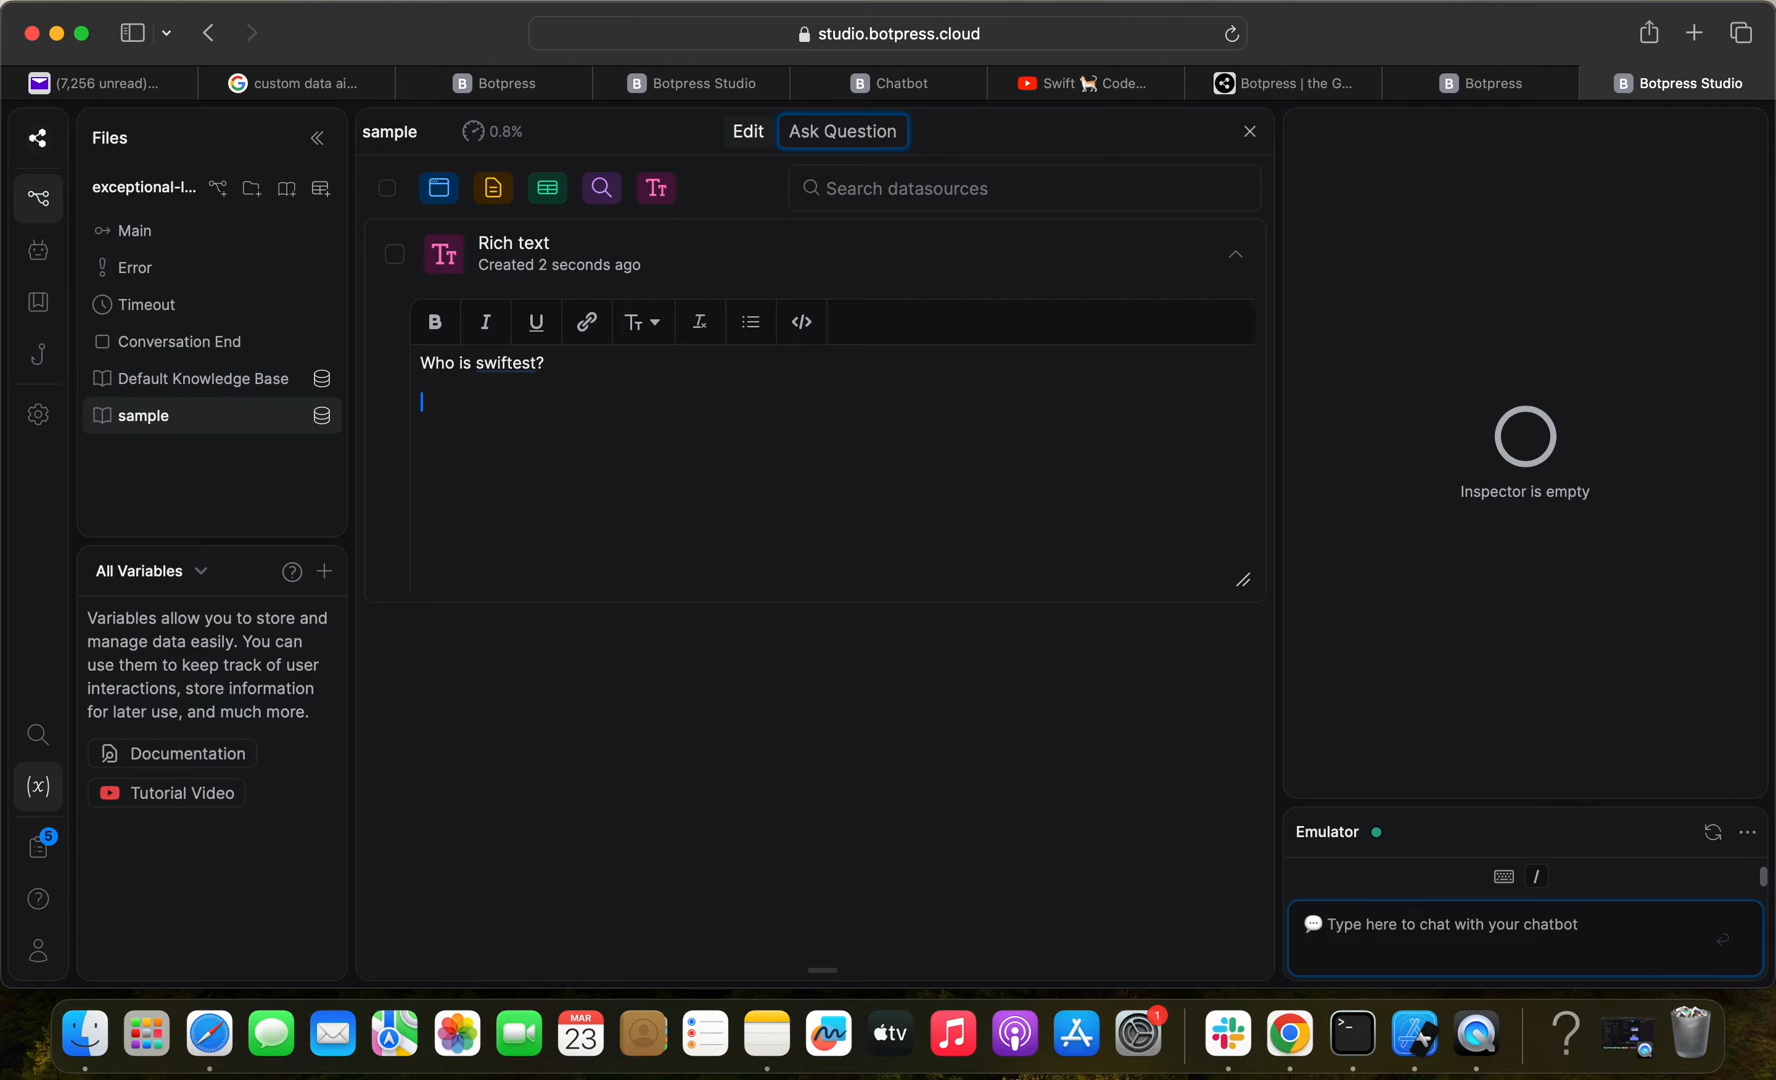 studio.botpress.cloud
(7,256 unread)...
custom data ai...
Botpress
Botpress Studio
Chatbot
Swift 🐈 Code...
Botpress | the G...
Botpress
Botpress Studio
Files
exceptional-l...
Main
Error
Timeout
Conversation End
Default Knowledge Base
sample
All Variables
Variables allow you to store and
manage data easily. You can
use them to keep track of user
interactions, store information
for later use, and much more.
Documentation
Tutorial Video
(x)
5
sample
0.8%
Edit
Ask Question
Search datasources
Rich text
Created 2 seconds ago
B I U
Who is swiftest?
Inspector is empty
Emulator
/
💬 Type here to chat with your chatbot
MAR
23
tv
1